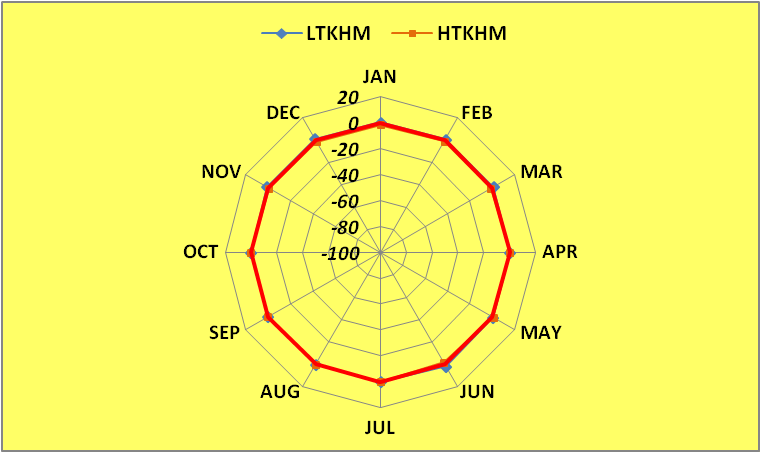 LTKHM HTKHM
JAN
FEB
MAR
APR
MAY
JUN
JUL
AUG
SEP
OCT
NOV
DEC
20
0
-20
-40
-60
-80
-100